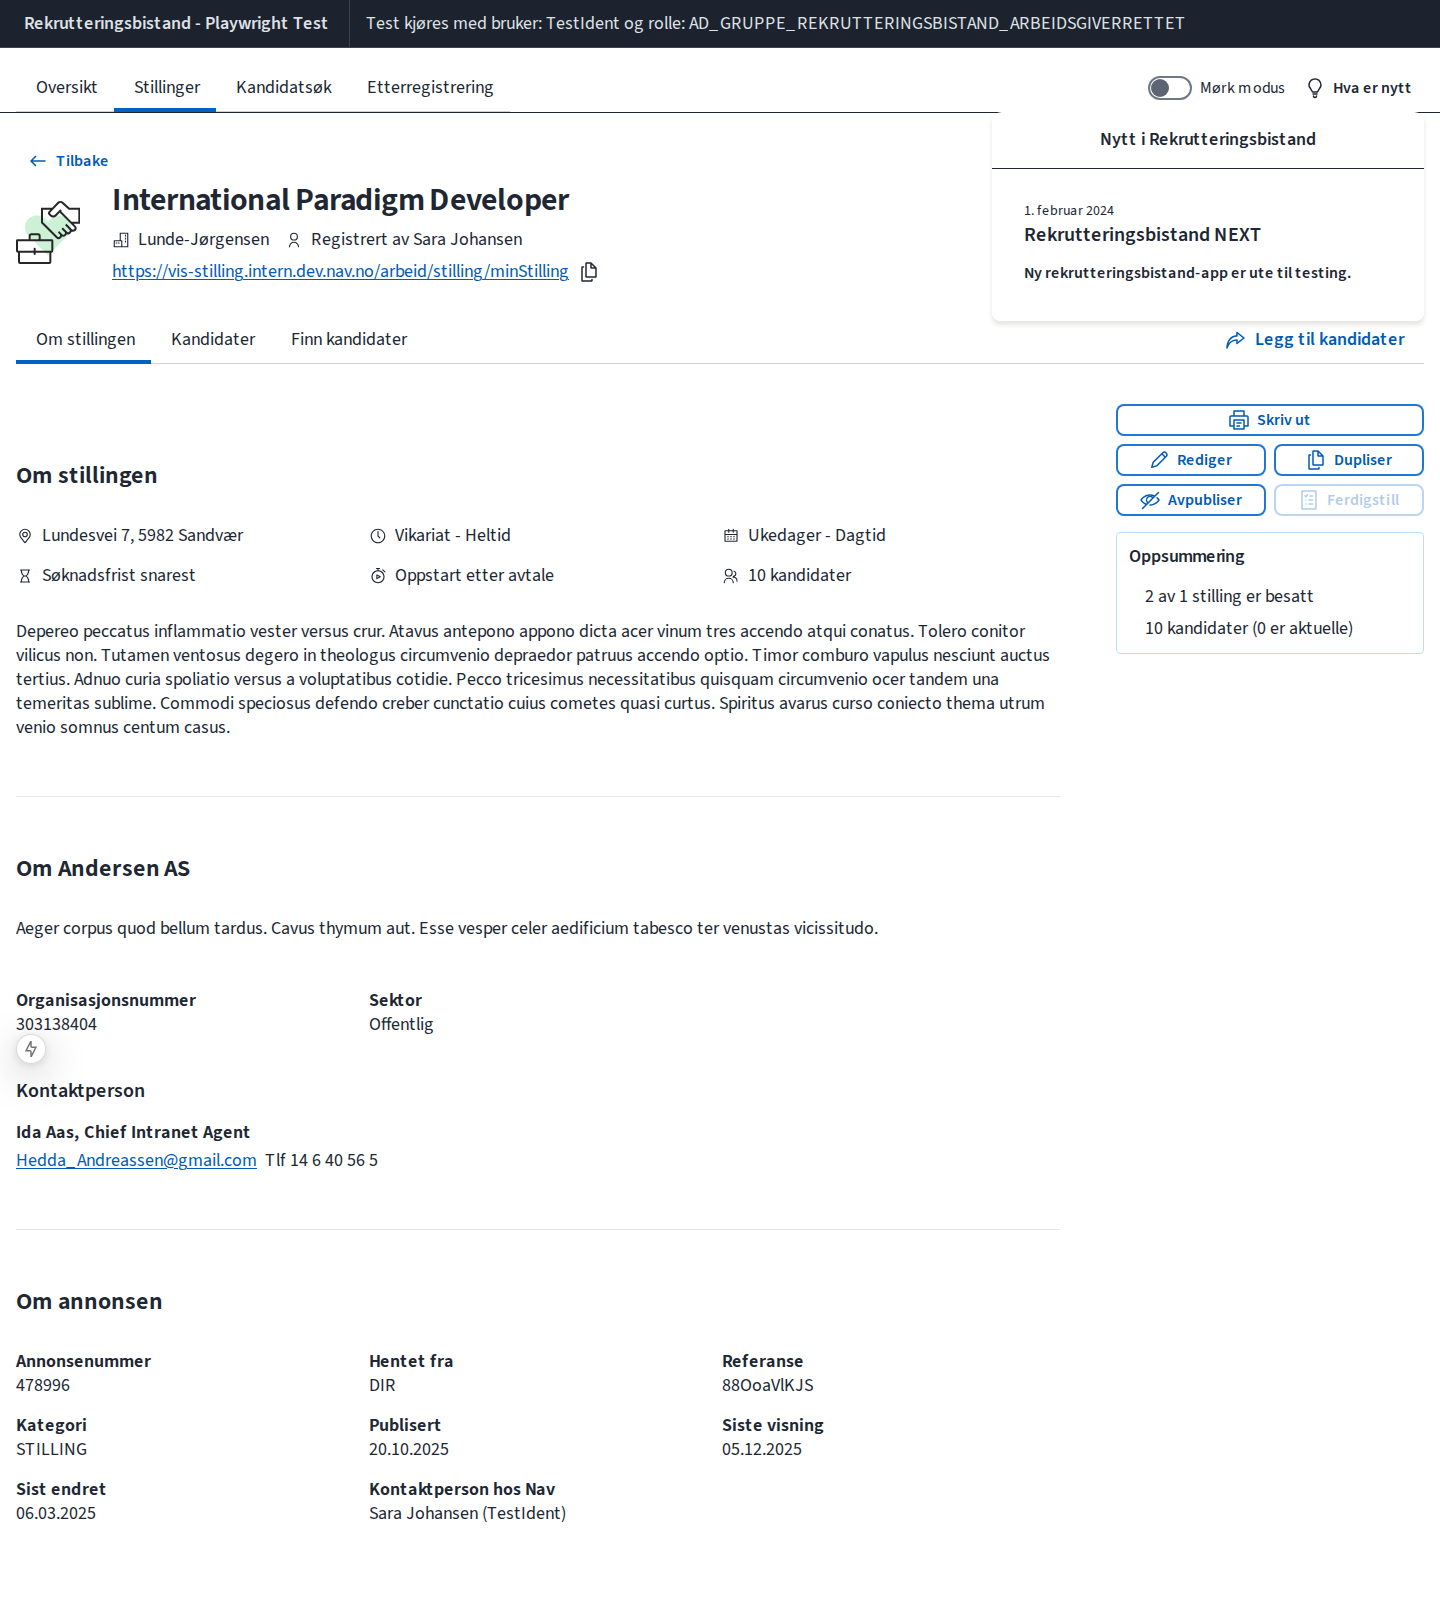 Rekrutteringsbistand - Playwright Test
Test kjøres med bruker: TestIdent og rolle: AD_GRUPPE_REKRUTTERINGSBISTAND_ARBEIDSGIVERRETTET
Oversikt
Stillinger
Kandidatsøk
Etterregistrering
Mørk modus
Hva er nytt
Nytt i Rekrutteringsbistand
1. februar 2024
Rekrutteringsbistand NEXT
Ny rekrutteringsbistand-app er ute til testing.
Tilbake
International Paradigm Developer
Lunde-Jørgensen
Registrert av Sara Johansen
https://vis-stilling.intern.dev.nav.no/arbeid/stilling/minStilling
Om stillingen
Kandidater
Finn kandidater
Legg til kandidater
Skriv ut
Rediger
Dupliser
Avpubliser
Ferdigstill
Oppsummering
2 av 1 stilling er besatt
10 kandidater (0 er aktuelle)
Om stillingen
Lundesvei 7, 5982 Sandvær
Vikariat - Heltid
Ukedager - Dagtid
Søknadsfrist snarest
Oppstart etter avtale
10 kandidater
Depereo peccatus inflammatio vester versus crur. Atavus antepono appono dicta acer vinum tres accendo atqui conatus. Tolero conitor
vilicus non. Tutamen ventosus degero in theologus circumvenio depraedor patruus accendo optio. Timor comburo vapulus nesciunt auctus
tertius. Adnuo curia spoliatio versus a voluptatibus cotidie. Pecco tricesimus necessitatibus quisquam circumvenio ocer tandem una
temeritas sublime. Commodi speciosus defendo creber cunctatio cuius cometes quasi curtus. Spiritus avarus curso coniecto thema utrum
venio somnus centum casus.
Om Andersen AS
Aeger corpus quod bellum tardus. Cavus thymum aut. Esse vesper celer aedificium tabesco ter venustas vicissitudo.
Organisasjonsnummer
303138404
Sektor
Offentlig
Kontaktperson
Ida Aas, Chief Intranet Agent
Hedda_Andreassen@gmail.com Tlf 14 6 40 56 5
Om annonsen
Annonsenummer
478996
Hentet fra
DIR
Referanse
88OoaVlKJS
Kategori
STILLING
Publisert
20.10.2025
Siste visning
05.12.2025
Sist endret
06.03.2025
Kontaktperson hos Nav
Sara Johansen (TestIdent)